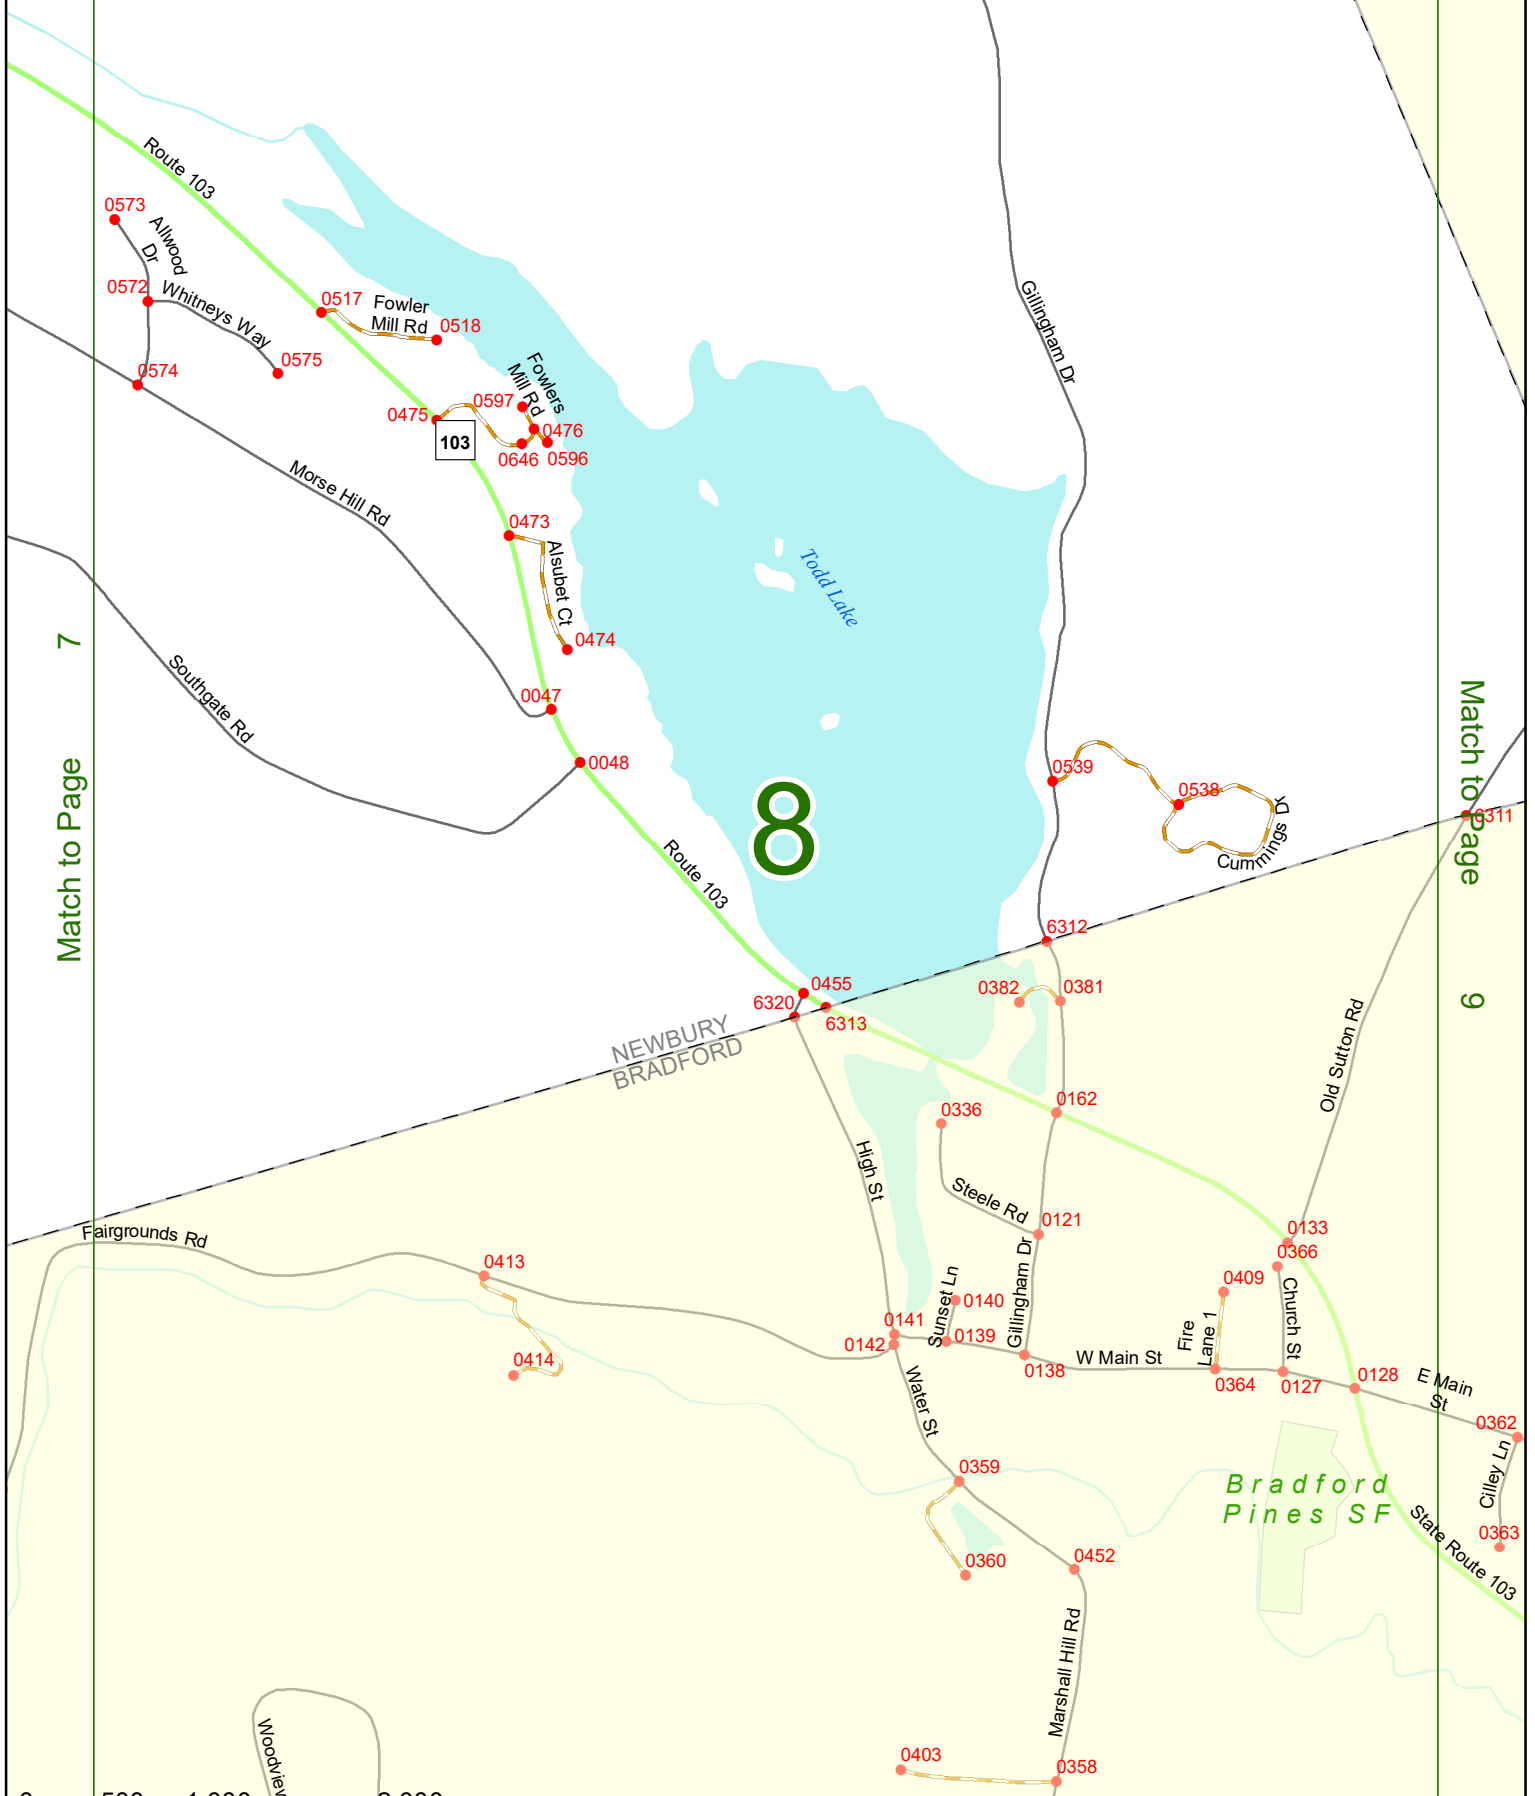 Route 103
0573
Allwood
Dr
0572
Whitneys Way
0517
Fowler
Mill Rd
0518
0575
0574
Gillingham Dr
Fowlers
Mill Rd
0597
0475
103
0476
0646
0596
Morse Hill Rd
0473
Alsubet Ct
0474
Todd Lake
7
Match to Page
Southgate Rd
0047
0048
Match to Page
9
0539
0538
Cummings Dr
6311
8
Route 103
6312
0455
6320
6313
0382
0381
NEWBURY
BRADFORD
Old Sutton Rd
0336
0162
High St
Steele Rd
0121
Fairgrounds Rd
0133
0366
0413
0409
Gillingham Dr
Sunset Ln
0140
Church St
0141
0142
0139
Fire
Lane 1
0138
W Main St
0364
0127
0128
0414
E Main
St
Water St
0362
0359
Cilley Ln
Bradford
Pines SF
State Route 103
0363
0360
0452
Marshall Hill Rd
Woodview
0403
0358
0 500 1,000 2,000